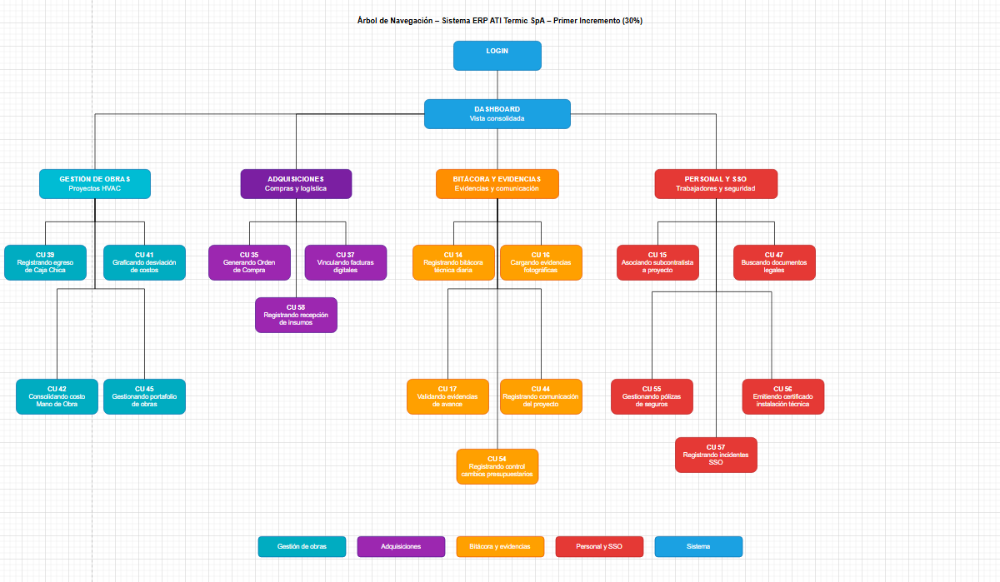 Árbol de Navegación – Sistema ERP ATI Termic SpA – Primer Incremento (30%)
LOGIN
DASHBOARD
Vista consolidada
GESTIÓN DE OBRAS
Proyectos HVAC
ADQUISICIONES
Compras y logística
BITÁCORA Y EVIDENCIAS
Evidencias y comunicación
PERSONAL Y SSO
Trabajadores y seguridad
CU 39
Registrando egreso
de Caja Chica
CU 41
Graficando desviación
de costos
CU 35
Generando Orden
de Compra
CU 37
Vinculando facturas
digitales
CU 14
Registrando bitácora
técnica diaria
CU 16
Cargando evidencias
fotográficas
CU 15
Asociando subcontratista
a proyecto
CU 47
Buscando documentos
legales
CU 58
Registrando recepción
de insumos
CU 42
Consolidando costo
Mano de Obra
CU 45
Gestionando portafolio
de obras
CU 17
Validando evidencias
de avance
CU 44
Registrando comunicación
del proyecto
CU 55
Gestionando pólizas
de seguros
CU 56
Emitiendo certificado
instalación técnica
CU 57
Registrando incidentes
SSO
CU 54
Registrando control
cambios presupuestarios
Gestión de obras
Adquisiciones
Bitácora y evidencias
Personal y SSO
Sistema